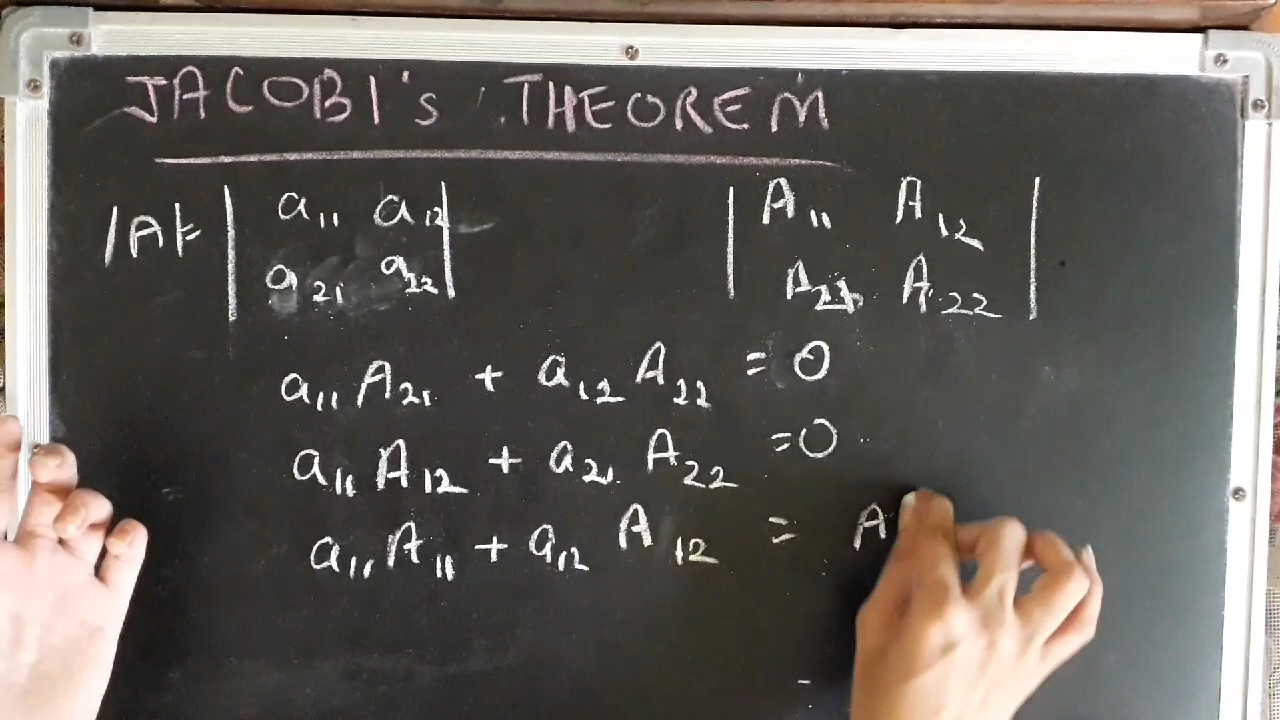 JACOBI's THEOREM
|A|= | a₁₁ a₁₂ | | A₁₁ A₁₂ |
| a₂₁ a₂₂ | | A₂₁ A₂₂ |
a₁₁ A₂₁ + a₁₂ A₂₂ = 0
a₁₁ A₁₂ + a₂₁ A₂₂ = 0
a₁₁ A₁₁ + a₁₂ A₁₂ = A